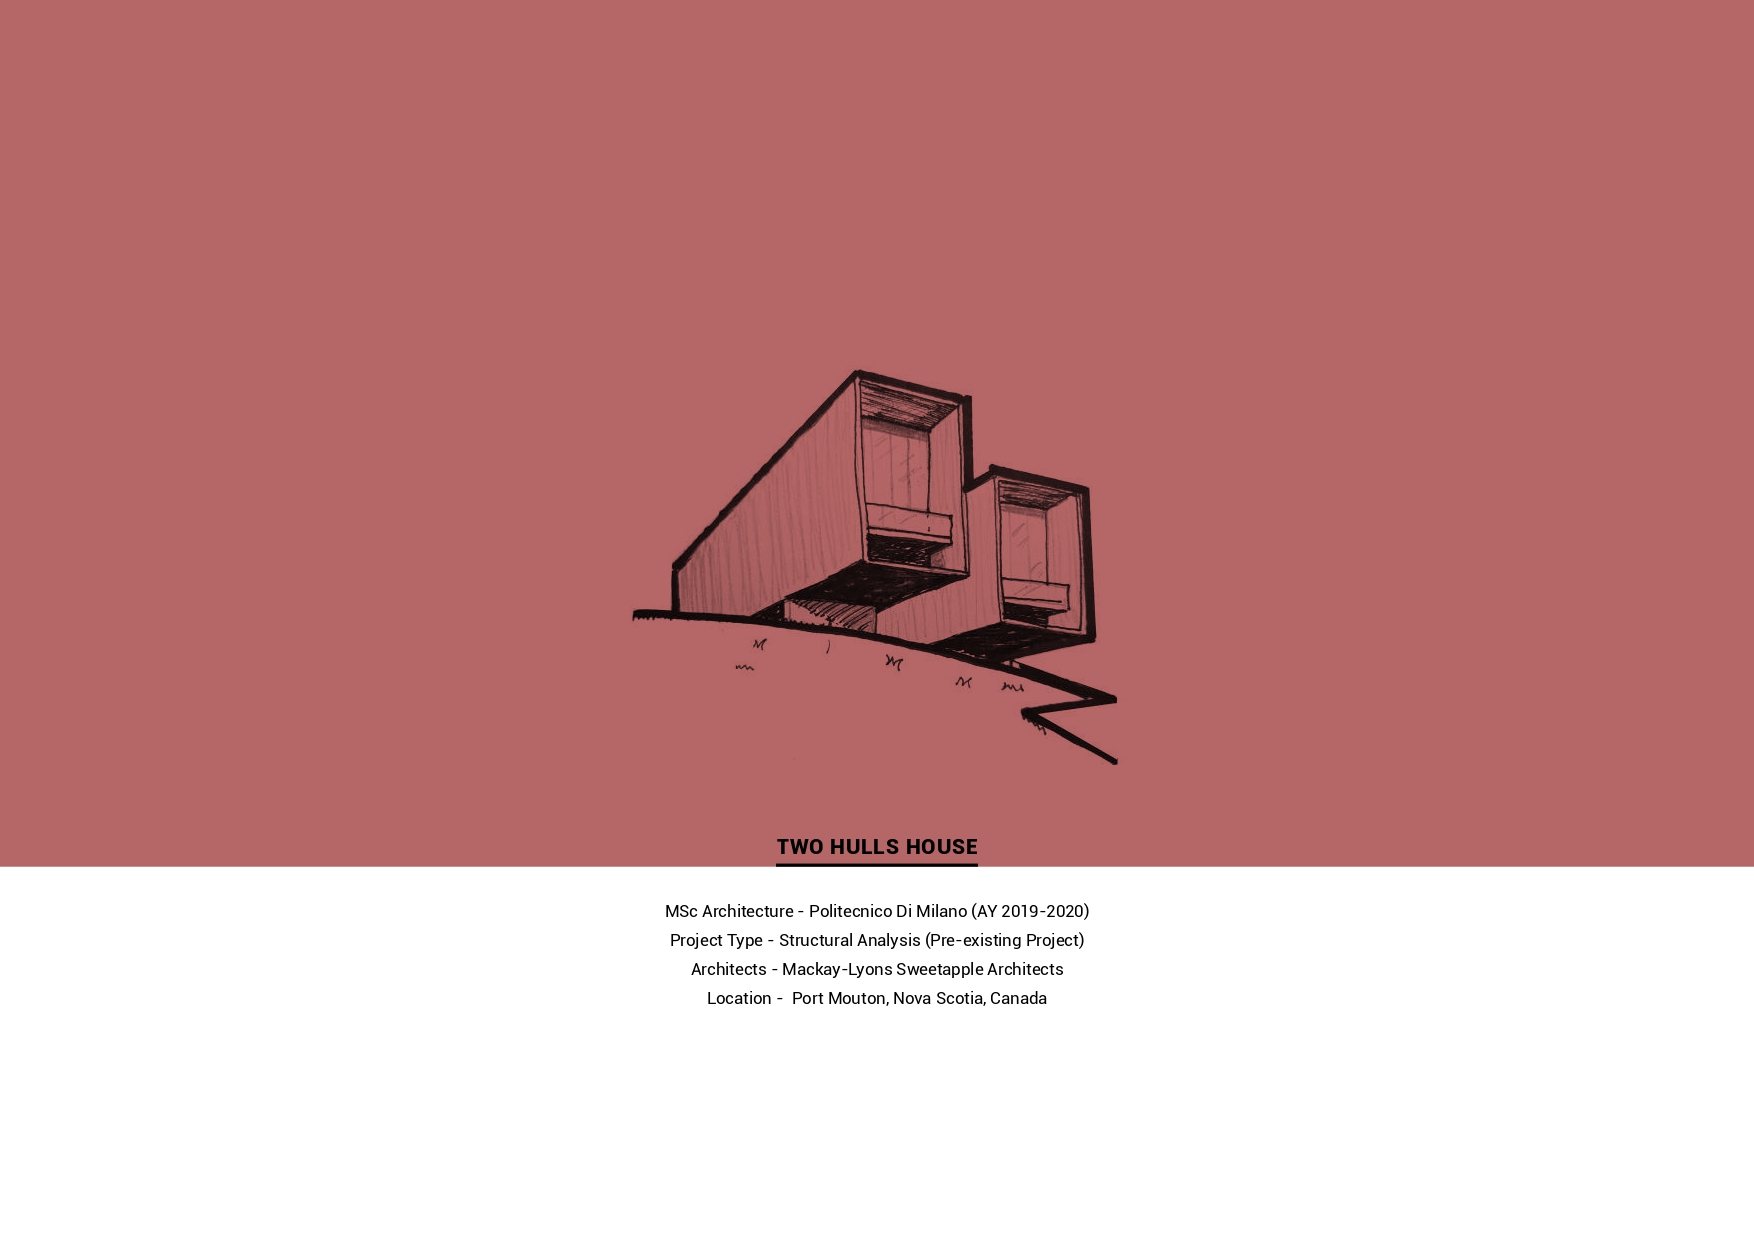 TWO HULLS HOUSE
MSc Architecture - Politecnico Di Milano (AY 2019-2020)
Project Type - Structural Analysis (Pre-existing Project)
Architects - Mackay-Lyons Sweetapple Architects
Location -  Port Mouton, Nova Scotia, Canada